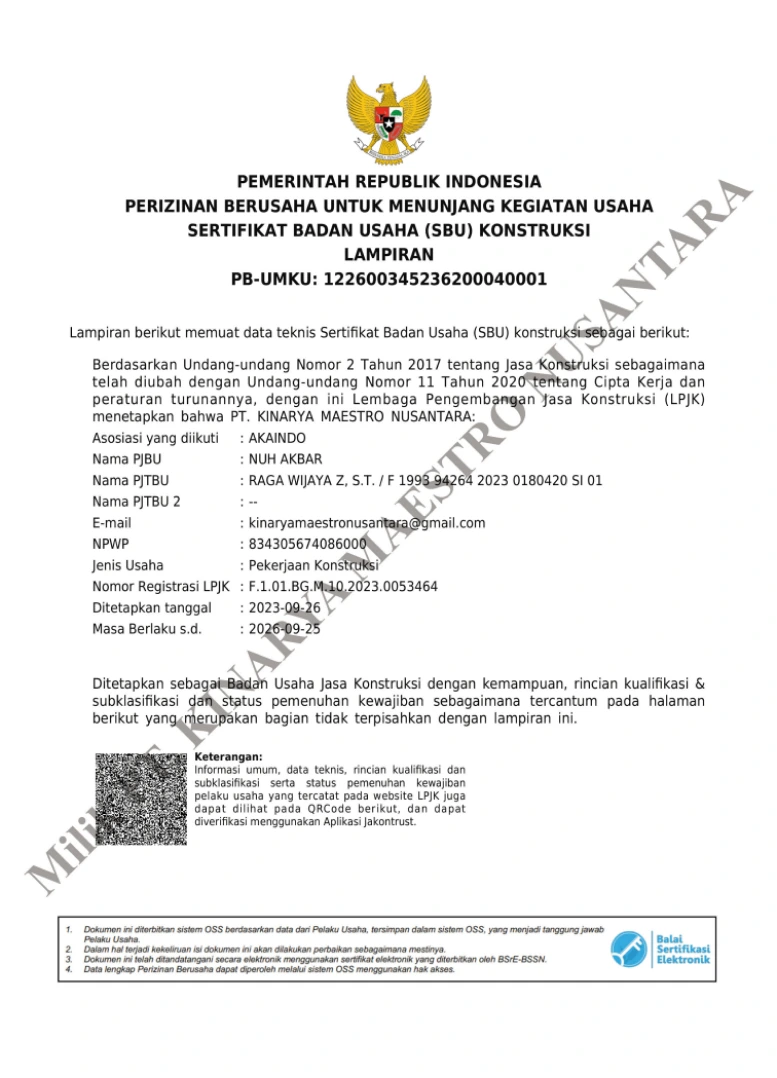 PEMERINTAH REPUBLIK INDONESIA
PERIZINAN BERUSAHA UNTUK MENUNJANG KEGIATAN USAHA
SERTIFIKAT BADAN USAHA (SBU) KONSTRUKSI
LAMPIRAN
PB-UMKU: 122600345236200040001
Lampiran berikut memuat data teknis Sertifikat Badan Usaha (SBU) konstruksi sebagai berikut:
Berdasarkan Undang-undang Nomor 2 Tahun 2017 tentang Jasa Konstruksi sebagaimana
telah diubah dengan Undang-undang Nomor 11 Tahun 2020 tentang Cipta Kerja dan
peraturan turunannya, dengan ini Lembaga Pengembangan Jasa Konstruksi (LPJK)
menetapkan bahwa PT. KINARYA MAESTRO NUSANTARA:
Asosiasi yang diikuti : AKAINDO
Nama PJBU : NUH AKBAR
Nama PJTBU : RAGA WIJAYA Z, S.T. / F 1993 94264 2023 0180420 SI 01
Nama PJTBU 2 : --
E-mail : kinaryamaestronusantara@gmail.com
NPWP : 834305674086000
Jenis Usaha : Pekerjaan Konstruksi
Nomor Registrasi LPJK : F.1.01.BG.M.10.2023.0053464
Ditetapkan tanggal : 2023-09-26
Masa Berlaku s.d. : 2026-09-25
Ditetapkan sebagai Badan Usaha Jasa Konstruksi dengan kemampuan, rincian kualifikasi &
subklasifikasi dan status pemenuhan kewajiban sebagaimana tercantum pada halaman
berikut yang merupakan bagian tidak terpisahkan dengan lampiran ini.
Keterangan:
Informasi umum, data teknis, rincian kualifikasi dan
subklasifikasi serta status pemenuhan kewajiban
pelaku usaha yang tercatat pada website LPJK juga
dapat dilihat pada QRCode berikut, dan dapat
diverifikasi menggunakan Aplikasi Jakontrust.
1. Dokumen ini diterbitkan sistem OSS berdasarkan data dari Pelaku Usaha, tersimpan dalam sistem OSS, yang menjadi tanggung jawab
Pelaku Usaha.
2. Dalam hal terjadi kekeliruan isi dokumen ini akan dilakukan perbaikan sebagaimana mestinya.
3. Dokumen ini telah ditandatangani secara elektronik menggunakan sertifikat elektronik yang diterbitkan oleh BSrE-BSSN.
4. Data lengkap Perizinan Berusaha dapat diperoleh melalui sistem OSS menggunakan hak akses.
Balai
Sertifikasi
Elektronik
Milik KINARYA MAESTRO NUSANTARA